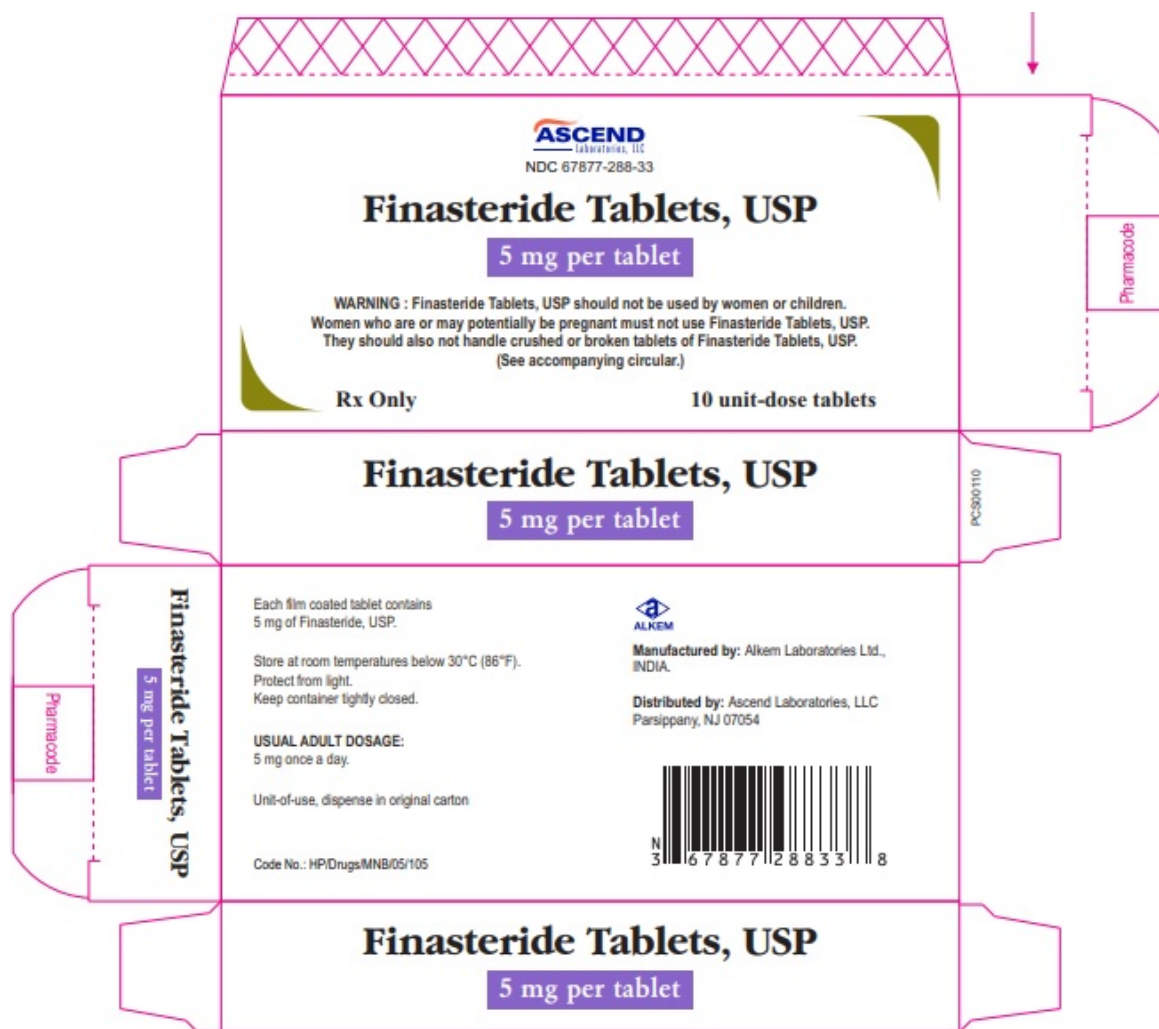 ASCEND
Laboratories, LLC
NDC 67877-288-33
Finasteride Tablets, USP
5 mg per tablet
WARNING : Finasteride Tablets, USP should not be used by women or children.
Women who are or may potentially be pregnant must not use Finasteride Tablets, USP.
They should also not handle crushed or broken tablets of Finasteride Tablets, USP.
(See accompanying circular.)
Rx Only
10 unit-dose tablets
Pharmacode
Finasteride Tablets, USP
5 mg per tablet
PCS00110
Pharmacode
Finasteride Tablets, USP
5 mg per tablet
Each film coated tablet contains
5 mg of Finasteride, USP.
Store at room temperatures below 30°C (86°F).
Protect from light.
Keep container tightly closed.
USUAL ADULT DOSAGE:
5 mg once a day.
Unit-of-use, dispense in original carton
Code No.: HP/Drugs/MNB/05/105
a
ALKEM
Manufactured by: Alkem Laboratories Ltd.,
INDIA.
Distributed by: Ascend Laboratories, LLC
Parsippany, NJ 07054
N
3 67877 28833 8
Finasteride Tablets, USP
5 mg per tablet